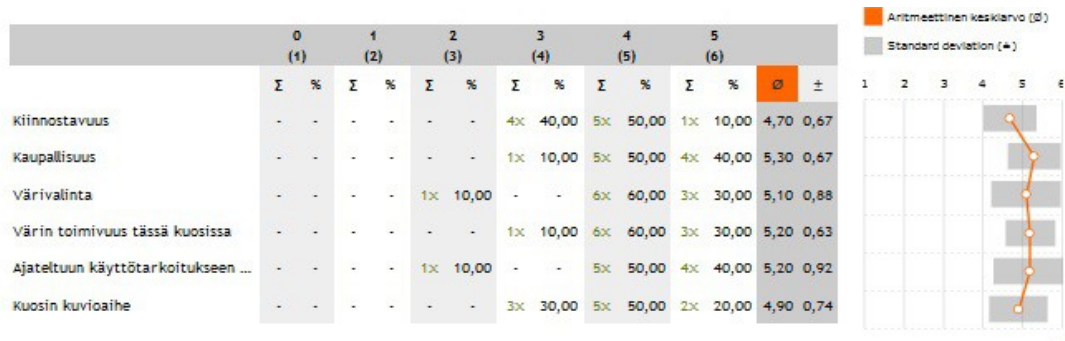 Aritmeettinen keskiarvo (Ø)
Standard deviation (±)
0 1 2 3 4 5
(1) (2) (3) (4) (5) (6)
Σ % Σ % Σ % Σ % Σ % Σ % Ø ±
1 2 3 4 5 6
Kiinnostavuus - - - - - - 4x 40,00 5x 50,00 1x 10,00 4,70 0,67
Kaupallisuus - - - - - - 1x 10,00 5x 50,00 4x 40,00 5,30 0,67
Värivalinta - - - - 1x 10,00 - - 6x 60,00 3x 30,00 5,10 0,88
Värin toimivuus tässä kuosissa - - - - - - 1x 10,00 6x 60,00 3x 30,00 5,20 0,63
Ajateltuun käyttötarkoitukseen ... - - - - 1x 10,00 - - 5x 50,00 4x 40,00 5,20 0,92
Kuosin kuvioaihe - - - - - - 3x 30,00 5x 50,00 2x 20,00 4,90 0,74